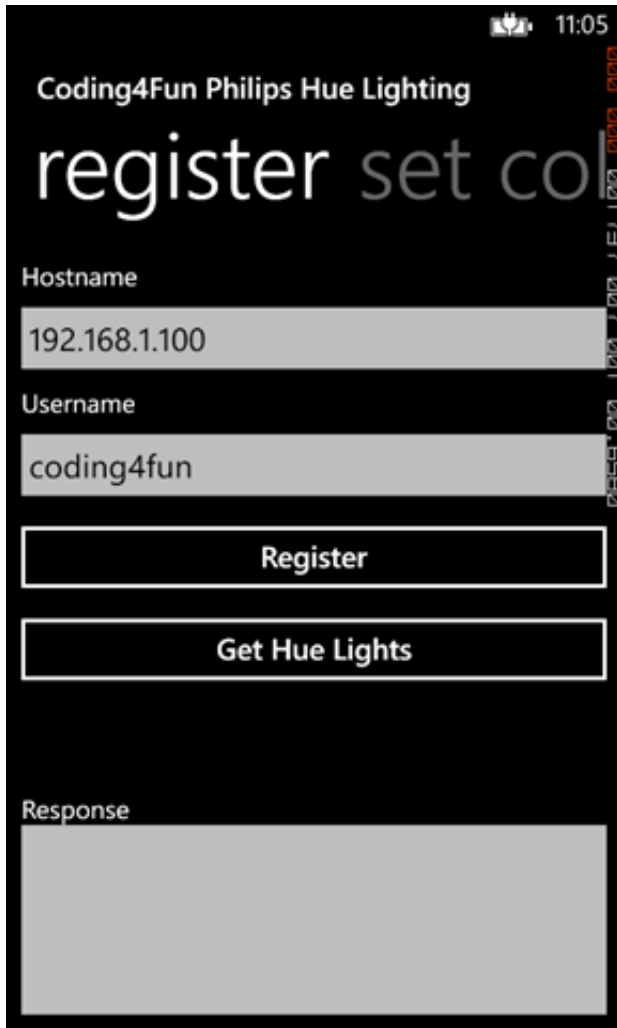 11:05
Coding4Fun Philips Hue Lighting
register set col
Hostname
192.168.1.100
Username
coding4fun
Register
Get Hue Lights
Response